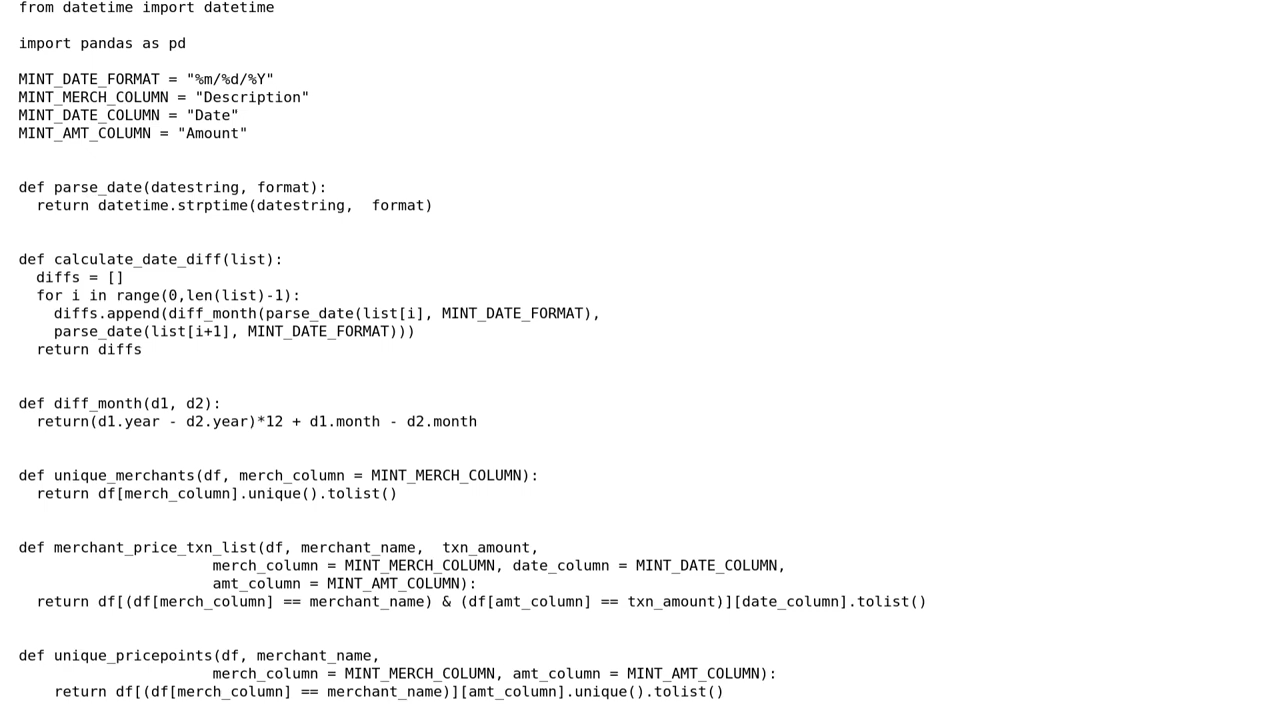 from datetime import datetime

import pandas as pd

MINT_DATE_FORMAT = "%m/%d/%Y"
MINT_MERCH_COLUMN = "Description"
MINT_DATE_COLUMN = "Date"
MINT_AMT_COLUMN = "Amount"


def parse_date(datestring, format):
  return datetime.strptime(datestring,  format)


def calculate_date_diff(list):
  diffs = []
  for i in range(0,len(list)-1):
    diffs.append(diff_month(parse_date(list[i], MINT_DATE_FORMAT),
    parse_date(list[i+1], MINT_DATE_FORMAT)))
  return diffs


def diff_month(d1, d2):
  return(d1.year - d2.year)*12 + d1.month - d2.month


def unique_merchants(df, merch_column = MINT_MERCH_COLUMN):
  return df[merch_column].unique().tolist()


def merchant_price_txn_list(df, merchant_name,  txn_amount,
                      merch_column = MINT_MERCH_COLUMN, date_column = MINT_DATE_COLUMN,
                      amt_column = MINT_AMT_COLUMN):
  return df[(df[merch_column] == merchant_name) & (df[amt_column] == txn_amount)][date_column].tolist()


def unique_pricepoints(df, merchant_name,
                      merch_column = MINT_MERCH_COLUMN, amt_column = MINT_AMT_COLUMN):
    return df[(df[merch_column] == merchant_name)][amt_column].unique().tolist()